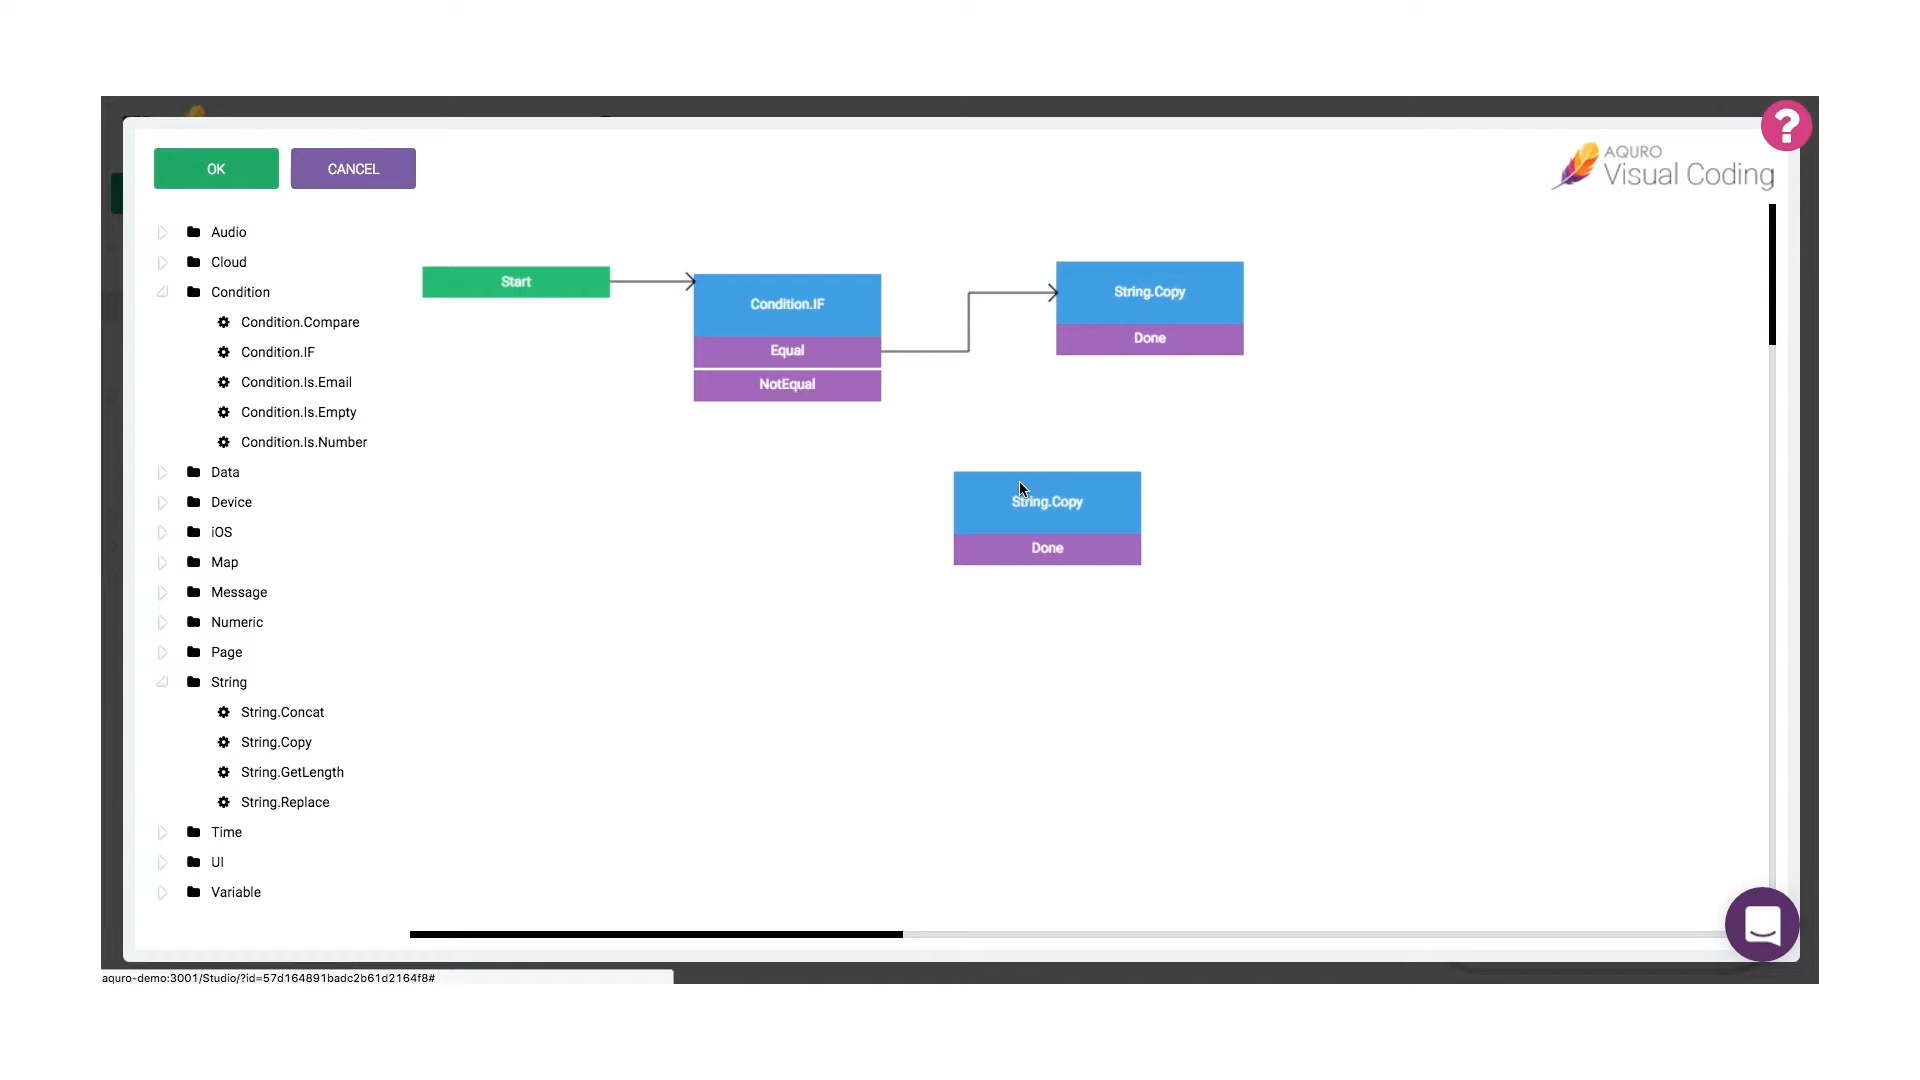 OK
CANCEL
?
AQURO
Visual Coding
Audio
Cloud
Condition
Condition.Compare
Condition.IF
Condition.Is.Email
Condition.Is.Empty
Condition.Is.Number
Data
Device
iOS
Map
Message
Numeric
Page
String
String.Concat
String.Copy
String.GetLength
String.Replace
Time
UI
Variable
Start
Condition.IF
Equal
NotEqual
String.Copy
Done
String.Copy
Done
aquro-demo:3001/Studio/?id=57d164891badc2b61d2164f8#